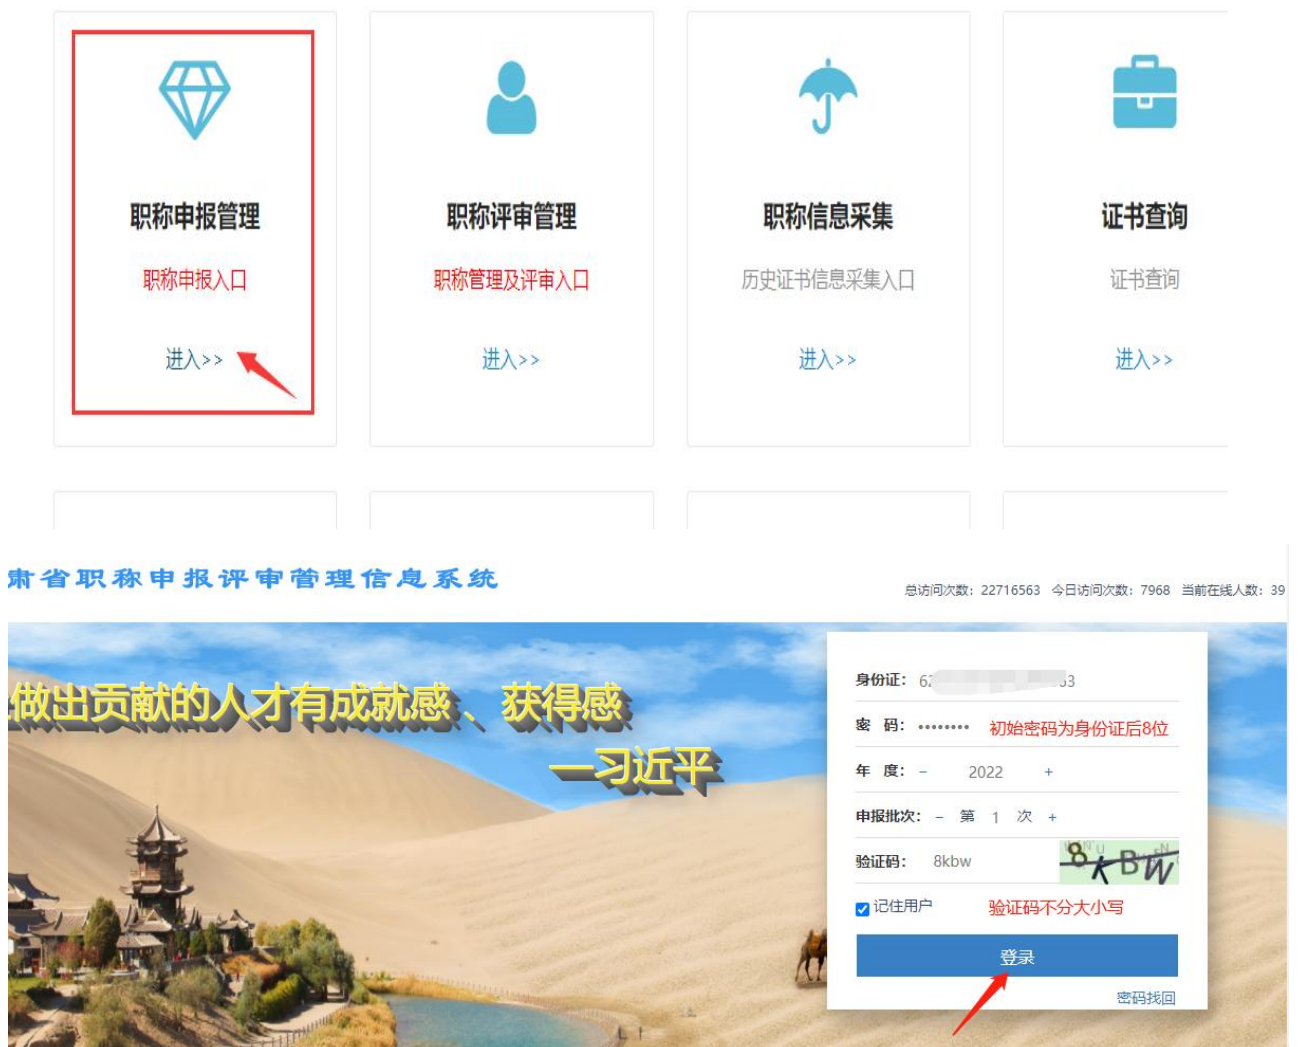 职称申报管理
职称评审管理
职称信息采集
证书查询
职称申报入口
职称管理及评审入口
历史证书信息采集入口
证书查询
进入>>
进入>>
进入>>
进入>>
肃省职称申报评审管理信息系统
总访问次数：22716563 今日访问次数：7968 当前在线人数：39
做出贡献的人才有成就感、获得感
—习近平
身份证：6
密 码：•••••••• 初始密码为身份证后8位
年 度：－ 2022 +
申报批次：－ 第 1 次 +
验证码： 8kbw 8KBW
记住用户 验证码不分大小写
登录
密码找回